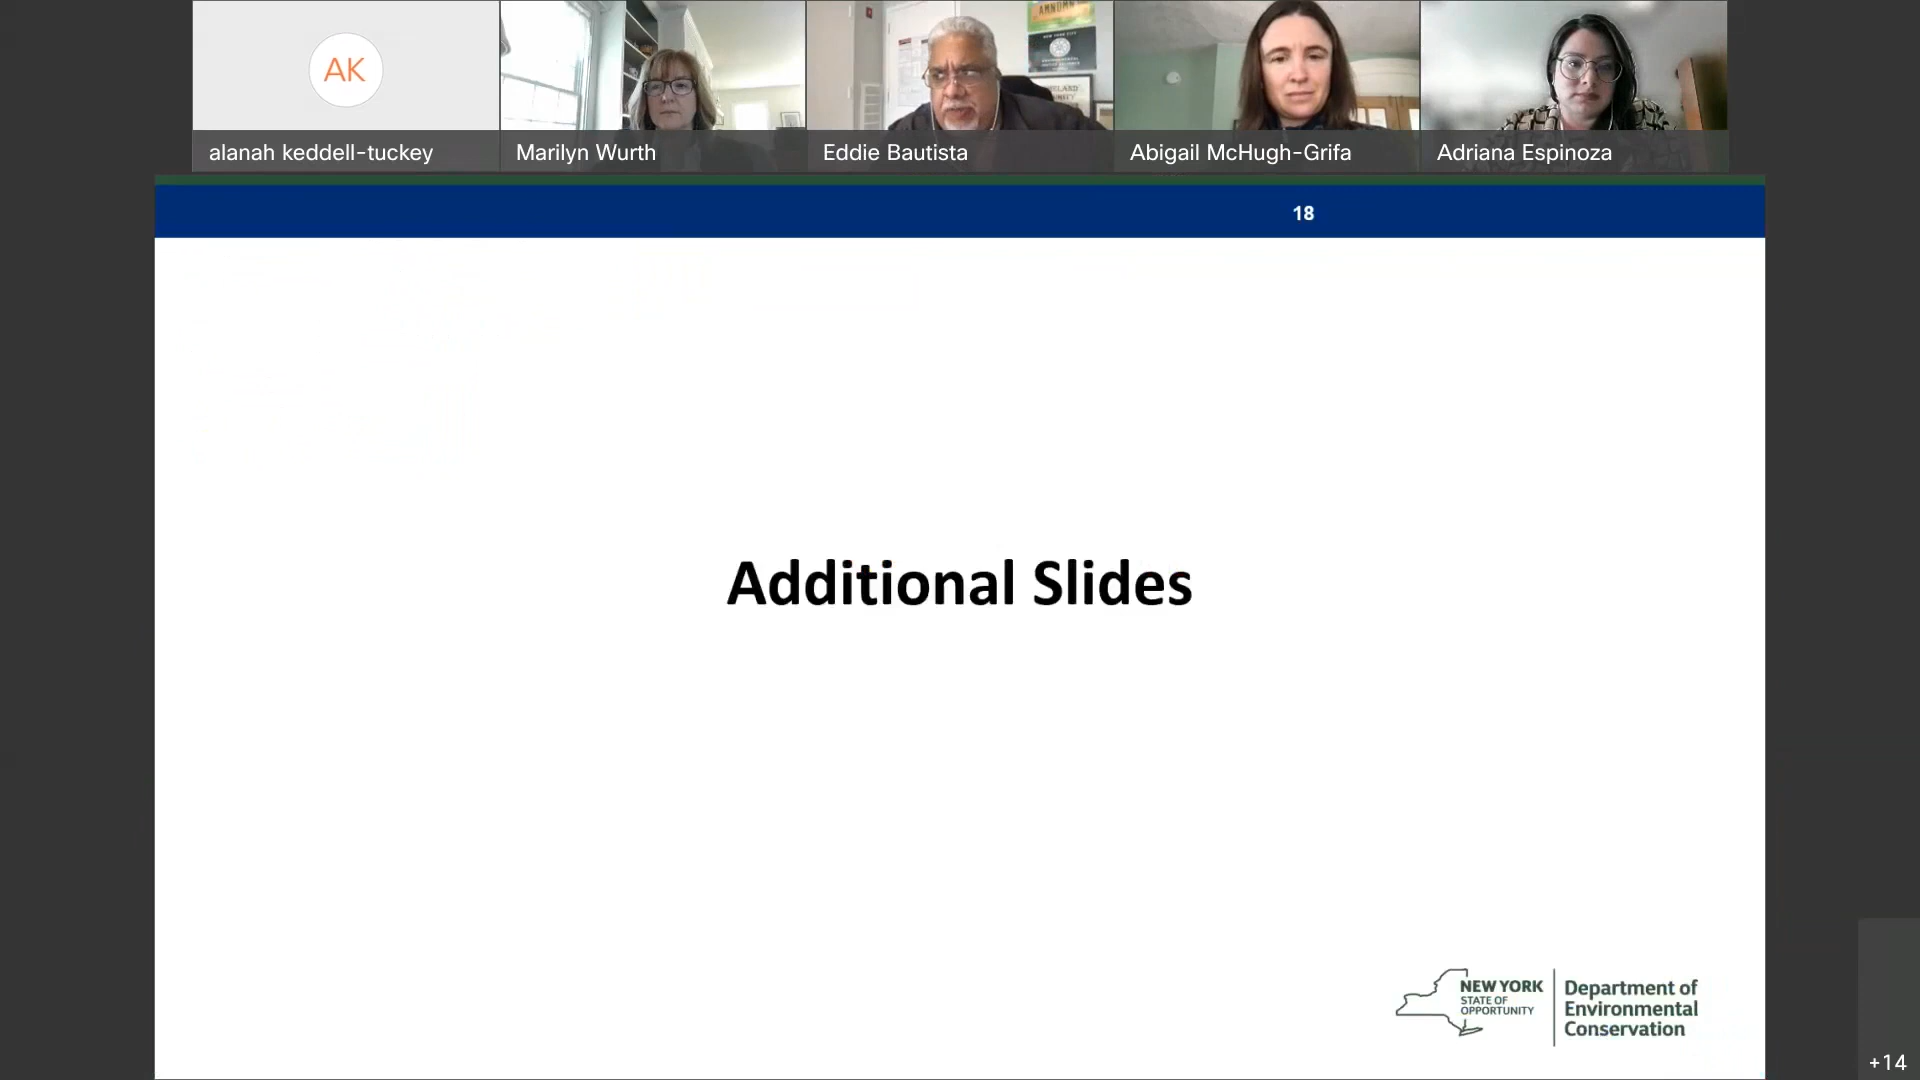 AK
alanah keddell-tuckey
Marilyn Wurth
Eddie Bautista
Abigail McHugh-Grifa
Adriana Espinoza
18
Additional Slides
NEW YORK
STATE OF
OPPORTUNITY
Department of
Environmental
Conservation
+14